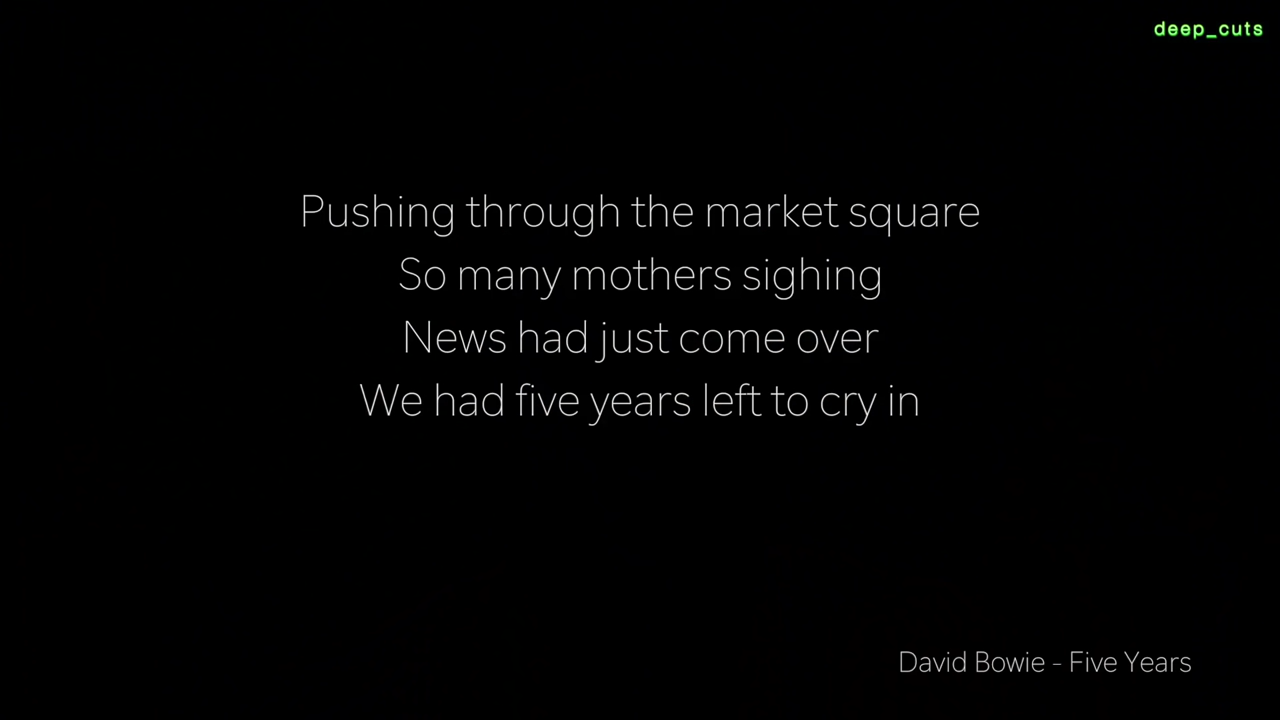 deep_cuts
Pushing through the market square
So many mothers sighing
News had just come over
We had five years left to cry in
David Bowie - Five Years